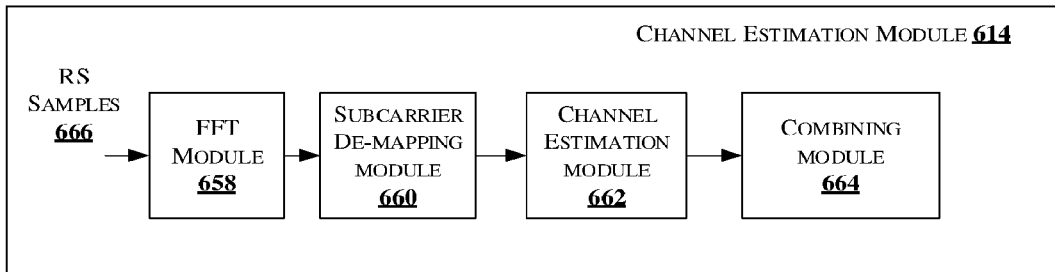 CHANNEL ESTIMATION MODULE 614
RS
SAMPLES
666
FFT
MODULE
658
SUBCARRIER
DE-MAPPING
MODULE
660
CHANNEL
ESTIMATION
MODULE
662
COMBINING
MODULE
664